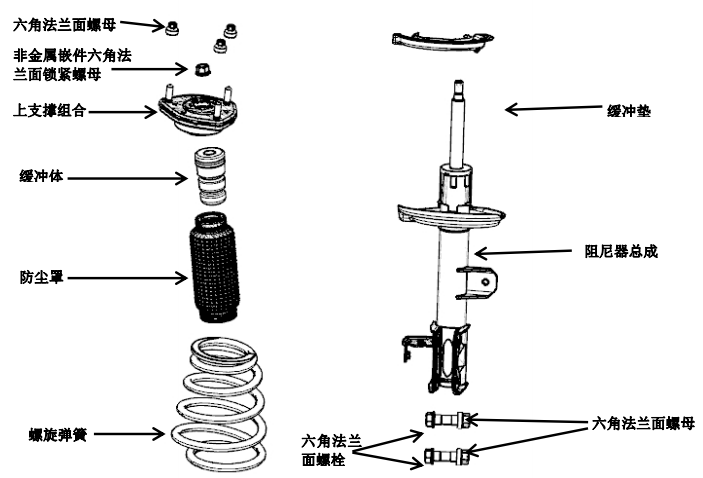 六角法兰面螺母
非金属嵌件六角法
兰面锁紧螺母
上支撑组合
缓冲体
防尘罩
螺旋弹簧
缓冲垫
阻尼器总成
六角法兰面螺母
六角法兰
面螺栓